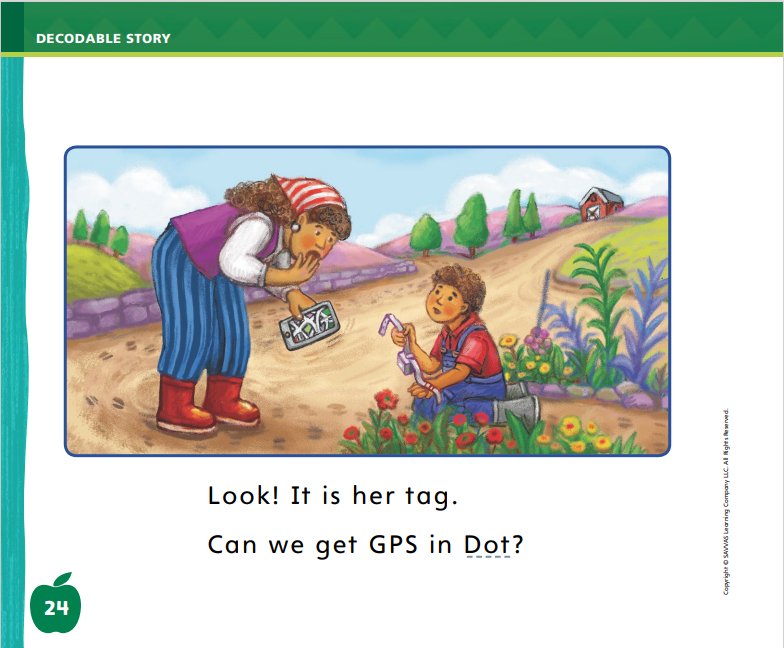 DECODABLE STORY
Look! It is her tag.
Can we get GPS in Dot?
24
Copyright © SAVVAS Learning Company LLC. All Rights Reserved.